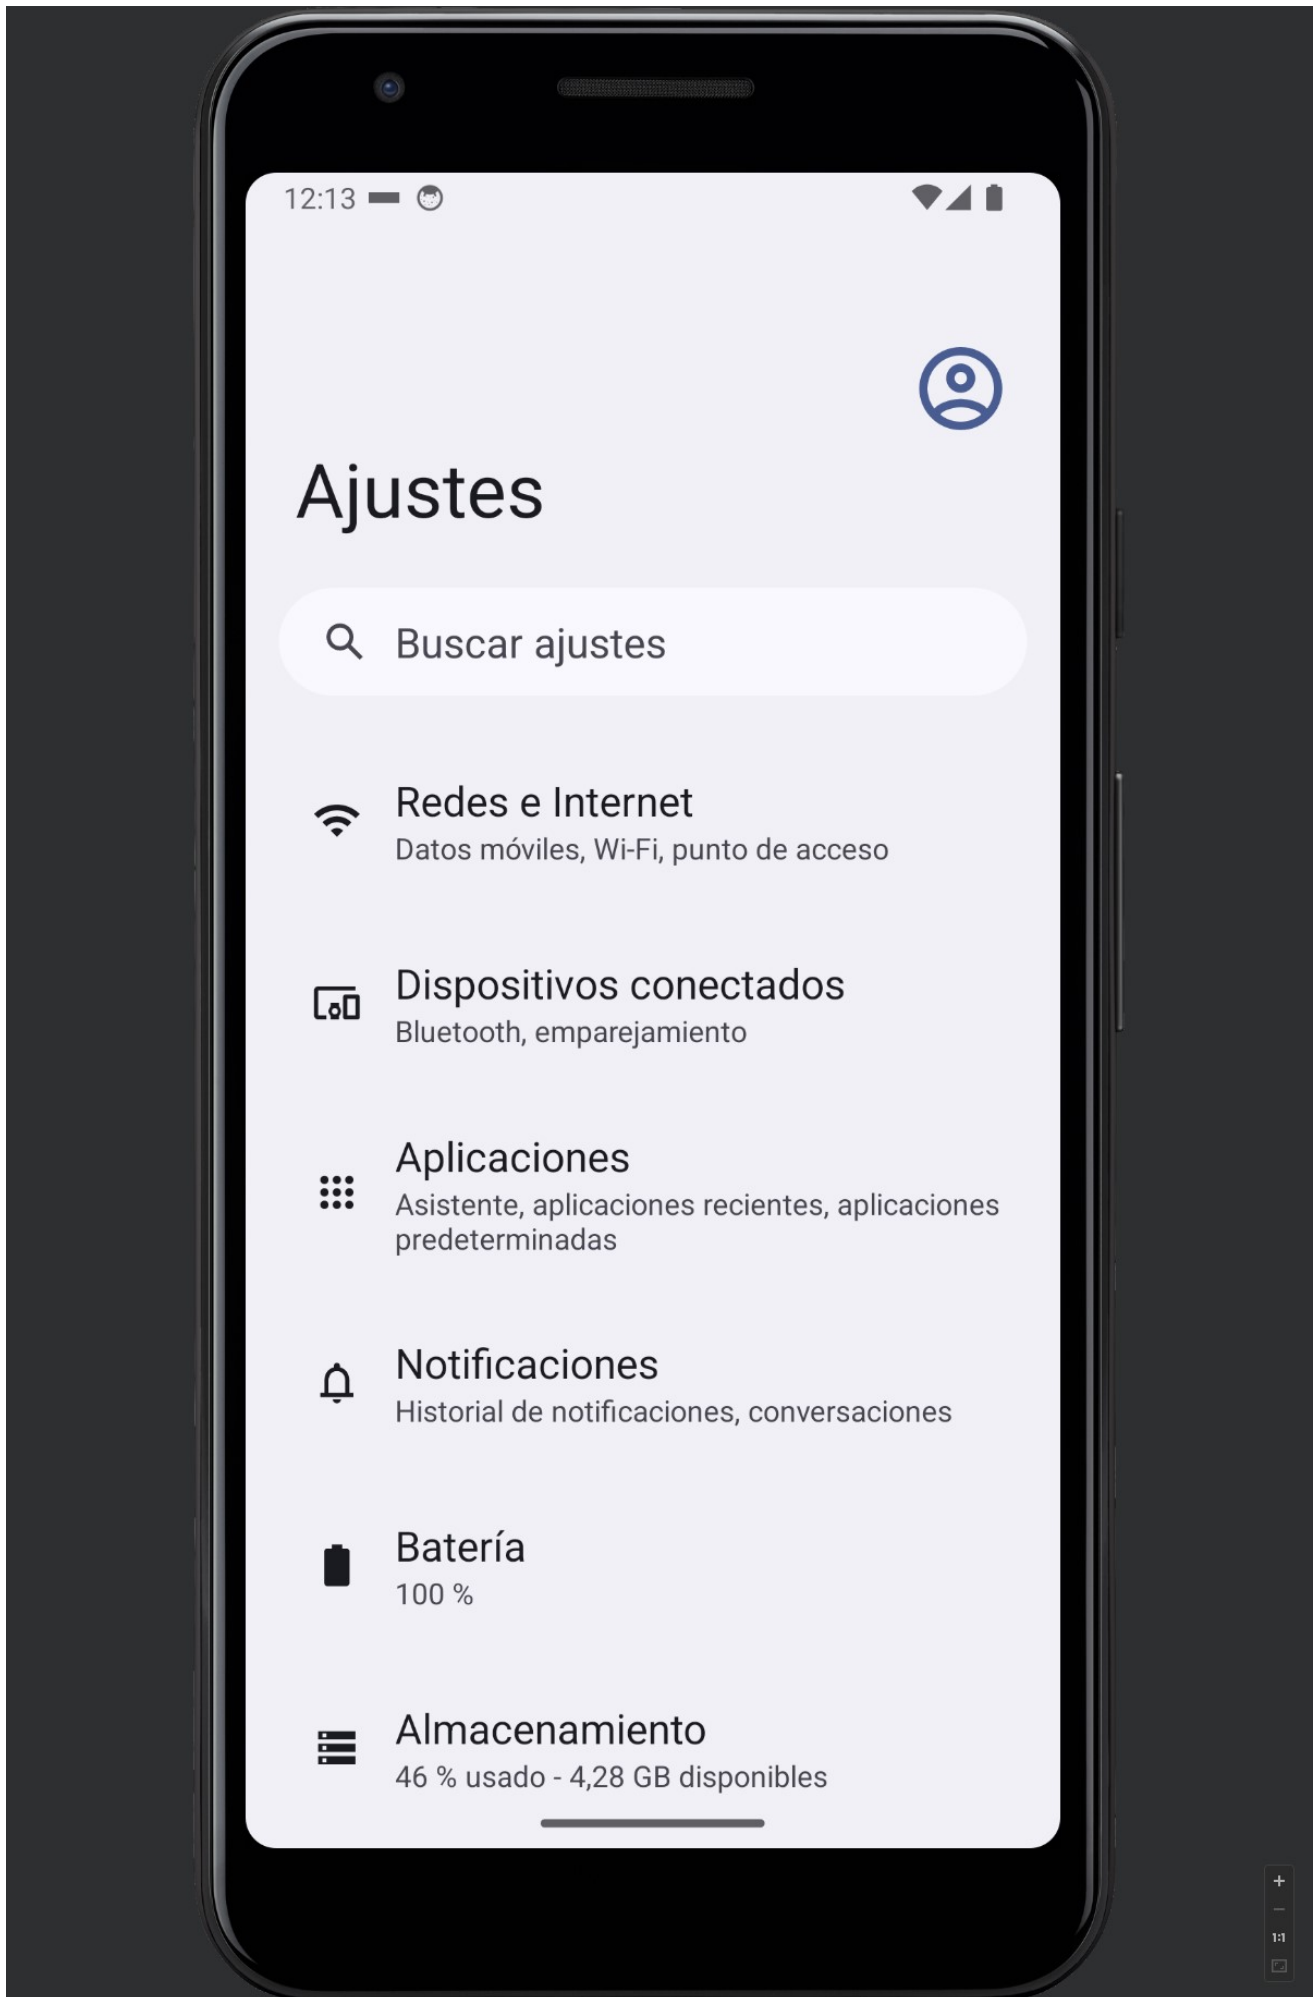 12:13
Ajustes
Buscar ajustes
Redes e Internet
Datos móviles, Wi-Fi, punto de acceso
Dispositivos conectados
Bluetooth, emparejamiento
Aplicaciones
Asistente, aplicaciones recientes, aplicaciones
predeterminadas
Notificaciones
Historial de notificaciones, conversaciones
Batería
100 %
Almacenamiento
46 % usado - 4,28 GB disponibles
1:1